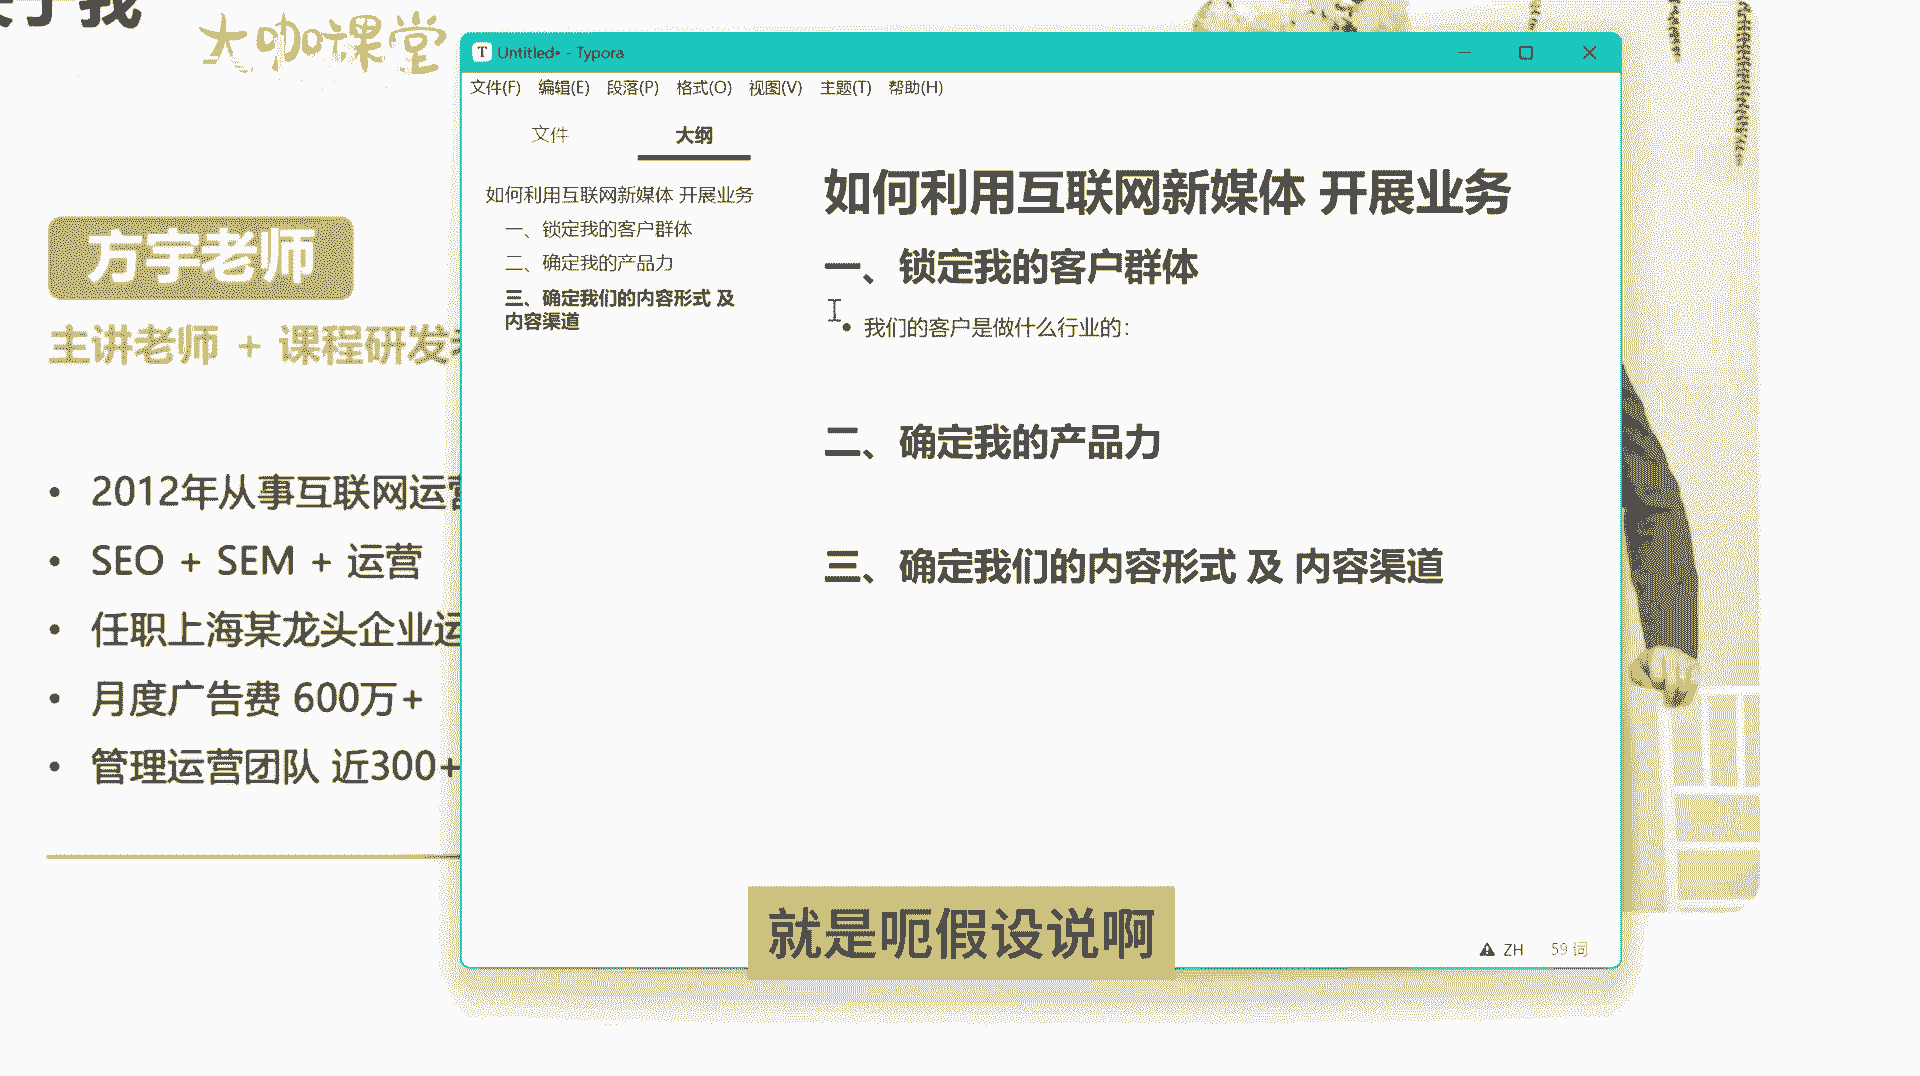 大咖课堂
方宇老师
主讲老师 + 课程研发
• 2012年从事互联网运营
• SEO + SEM + 运营
• 任职上海某龙头企业运
• 月度广告费 600万+
• 管理运营团队 近300+
Untitled• - Typora
文件(F) 编辑(E) 段落(P) 格式(O) 视图(V) 主题(T) 帮助(H)
文件 大纲
如何利用互联网新媒体 开展业务
一、锁定我的客户群体
二、确定我的产品力
三、确定我们的内容形式 及
内容渠道
如何利用互联网新媒体 开展业务
一、锁定我的客户群体
• 我们的客户是做什么行业的:
二、确定我的产品力
三、确定我们的内容形式 及 内容渠道
ZH 59 词
就是呃假设说啊